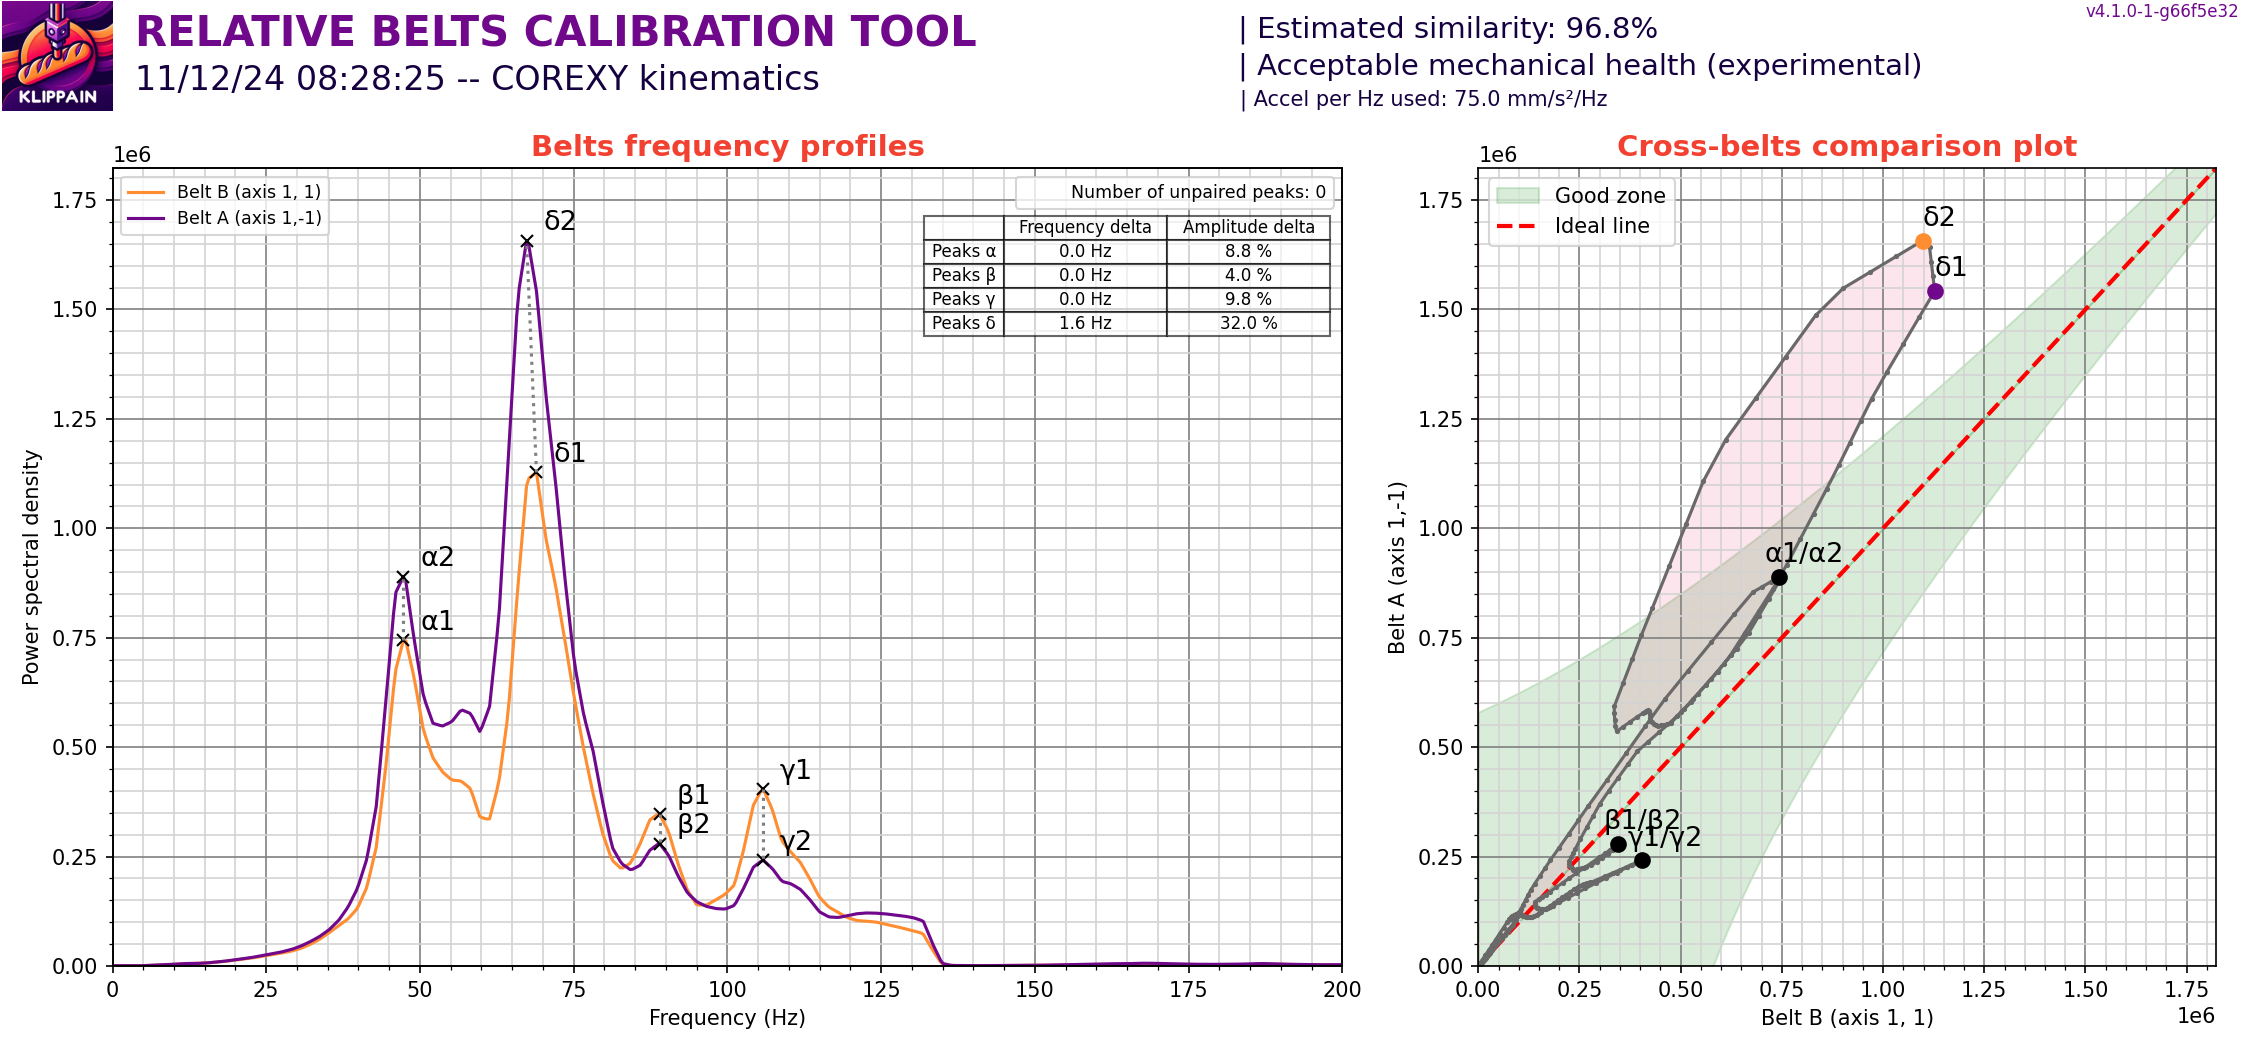 KLIPPAIN
RELATIVE BELTS CALIBRATION TOOL
11/12/24 08:28:25 -- COREXY kinematics
| Estimated similarity: 96.8%
| Acceptable mechanical health (experimental)
| Accel per Hz used: 75.0 mm/s²/Hz
v4.1.0-1-g66f5e32
Belts frequency profiles
1e6
Belt B (axis 1, 1)
Belt A (axis 1,-1)
Number of unpaired peaks: 0
Frequency delta Amplitude delta
Peaks α 0.0 Hz 8.8 %
Peaks β 0.0 Hz 4.0 %
Peaks γ 0.0 Hz 9.8 %
Peaks δ 1.6 Hz 32.0 %
δ2
δ1
α2
α1
β1
β2
γ1
γ2
1.75
1.50
1.25
1.00
0.75
0.50
0.25
0.00
Power spectral density
0 25 50 75 100 125 150 175 200
Frequency (Hz)
Cross-belts comparison plot
1e6
Good zone
Ideal line
δ2
δ1
α1/α2
β1/β2
γ1/γ2
1.75
1.50
1.25
1.00
0.75
0.50
0.25
0.00
Belt A (axis 1,-1)
0.00 0.25 0.50 0.75 1.00 1.25 1.50 1.75
Belt B (axis 1, 1)
1e6